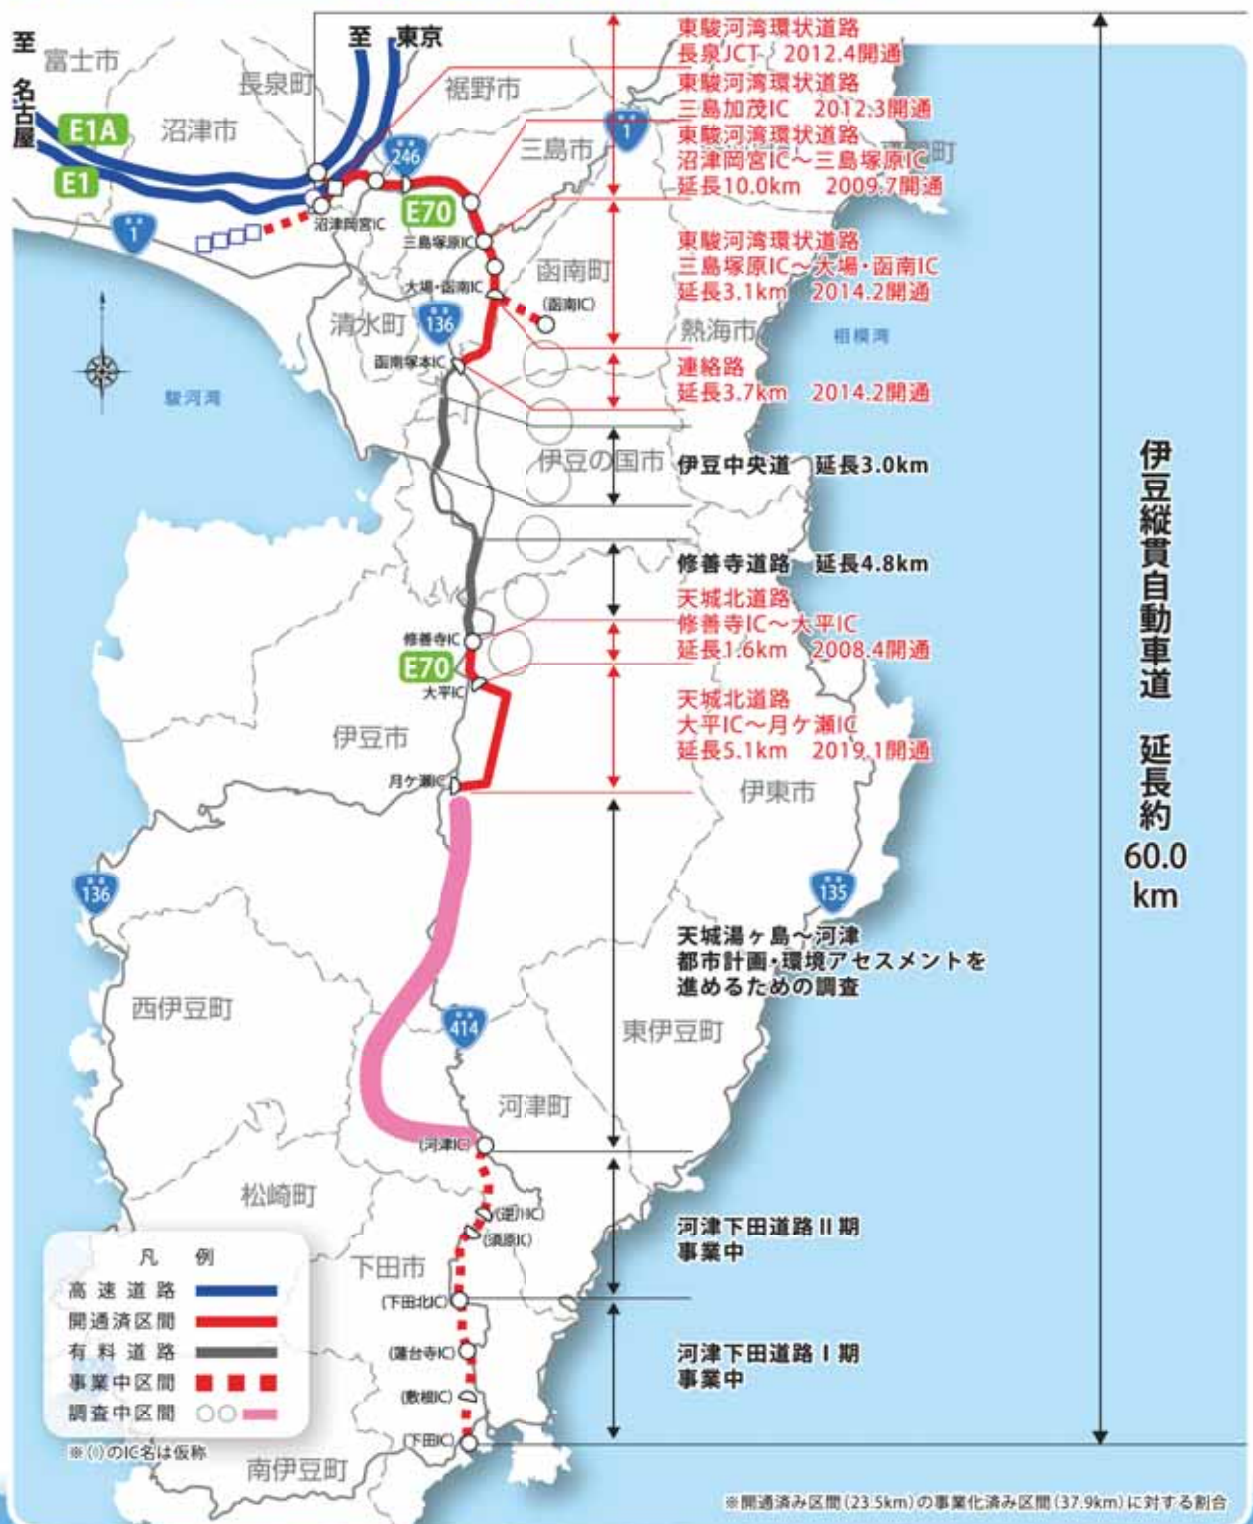 至 名古屋
至 東京
富士市
長泉町
裾野市
沼津市
三島市
E1A
E1
1
246
1
E70
沼津岡宮IC
三島塚原IC
大場・函南IC
(函南IC)
函南町
清水町
136
熱海市
相模湾
函南塚本IC
駿河湾
伊豆の国市
修善寺IC
E70
大平IC
伊豆市
月ケ瀬IC
伊東市
136
135
西伊豆町
414
東伊豆町
河津町
(河津IC)
松崎町
(逆川IC)
(須原IC)
下田市
(下田北IC)
(蓮台寺IC)
(敷根IC)
(下田IC)
南伊豆町
東駿河湾環状道路
長泉JCT 2012.4開通
東駿河湾環状道路
三島加茂IC 2012.3開通
東駿河湾環状道路
沼津岡宮IC～三島塚原IC
延長10.0km 2009.7開通
東駿河湾環状道路
三島塚原IC～大場・函南IC
延長3.1km 2014.2開通
連絡路
延長3.7km 2014.2開通
伊豆中央道 延長3.0km
修善寺道路 延長4.8km
天城北道路
修善寺IC～大平IC
延長1.6km 2008.4開通
天城北道路
大平IC～月ケ瀬IC
延長5.1km 2019.1開通
天城湯ヶ島～河津
都市計画・環境アセスメントを
進めるための調査
河津下田道路Ⅱ期
事業中
河津下田道路Ⅰ期
事業中
伊豆縦貫自動車道 延長約
60.0
km
凡 例
高速道路
開通済区間
有料道路
事業中区間
調査中区間
※()のIC名は仮称
※開通済み区間(23.5km)の事業化済み区間(37.9km)に対する割合